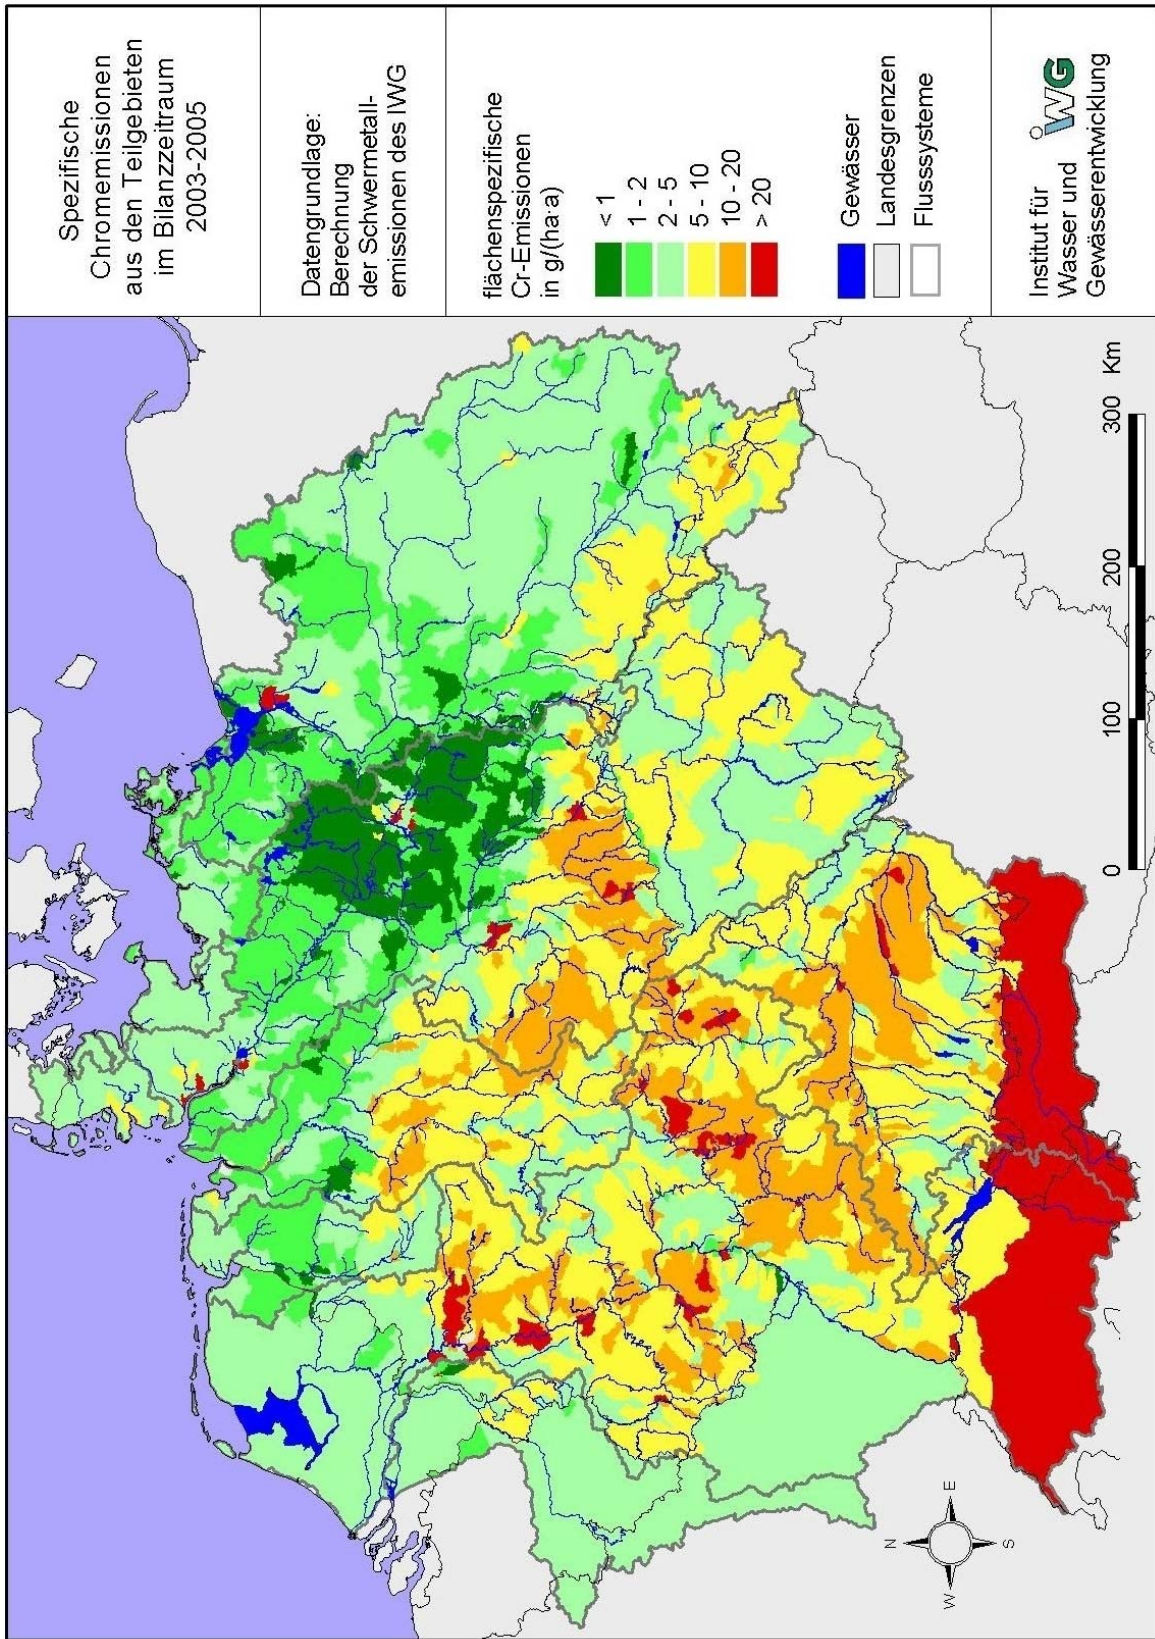 Spezifische
Chromemissionen
aus den Teilgebieten
im Bilanzzeitraum
2003-2005
Datengrundlage:
Berechnung
der Schwermetall-
emissionen des IWG
flächenspezifische
Cr-Emissionen
in g/(ha·a)
< 1
1 - 2
2 - 5
5 - 10
10 - 20
> 20
Gewässer
Landesgrenzen
Flusssysteme
Institut für
Wasser und
Gewässerentwicklung
iWG
N
W E
S
0 100 200 300 Km